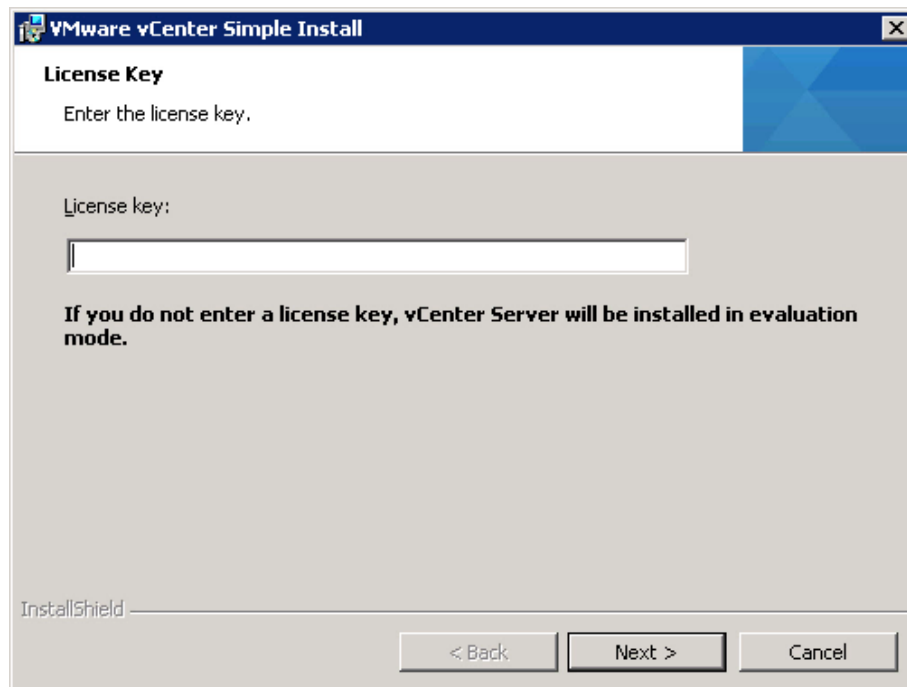 VMware vCenter Simple Install
License Key
Enter the license key.
License key:
If you do not enter a license key, vCenter Server will be installed in evaluation
mode.
InstallShield
< Back Next > Cancel